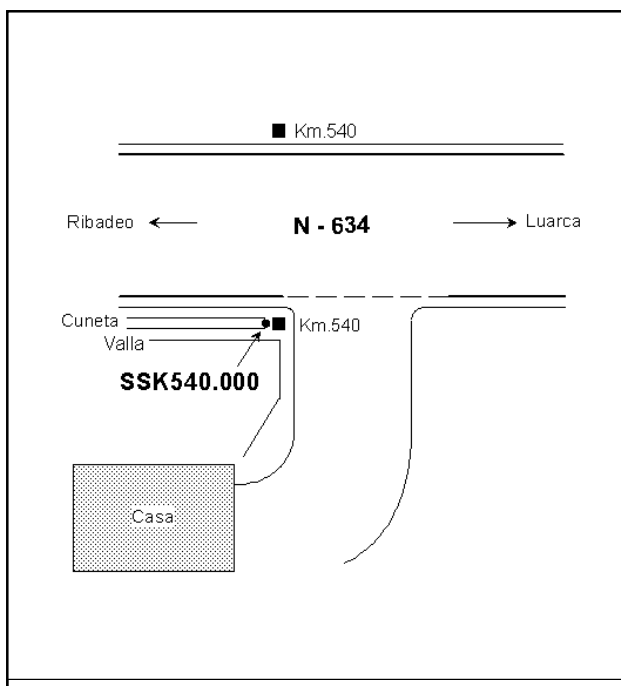 Km.540
Ribadeo
N - 634
Luarca
Cuneta
Km.540
Valla
SSK540.000
Casa